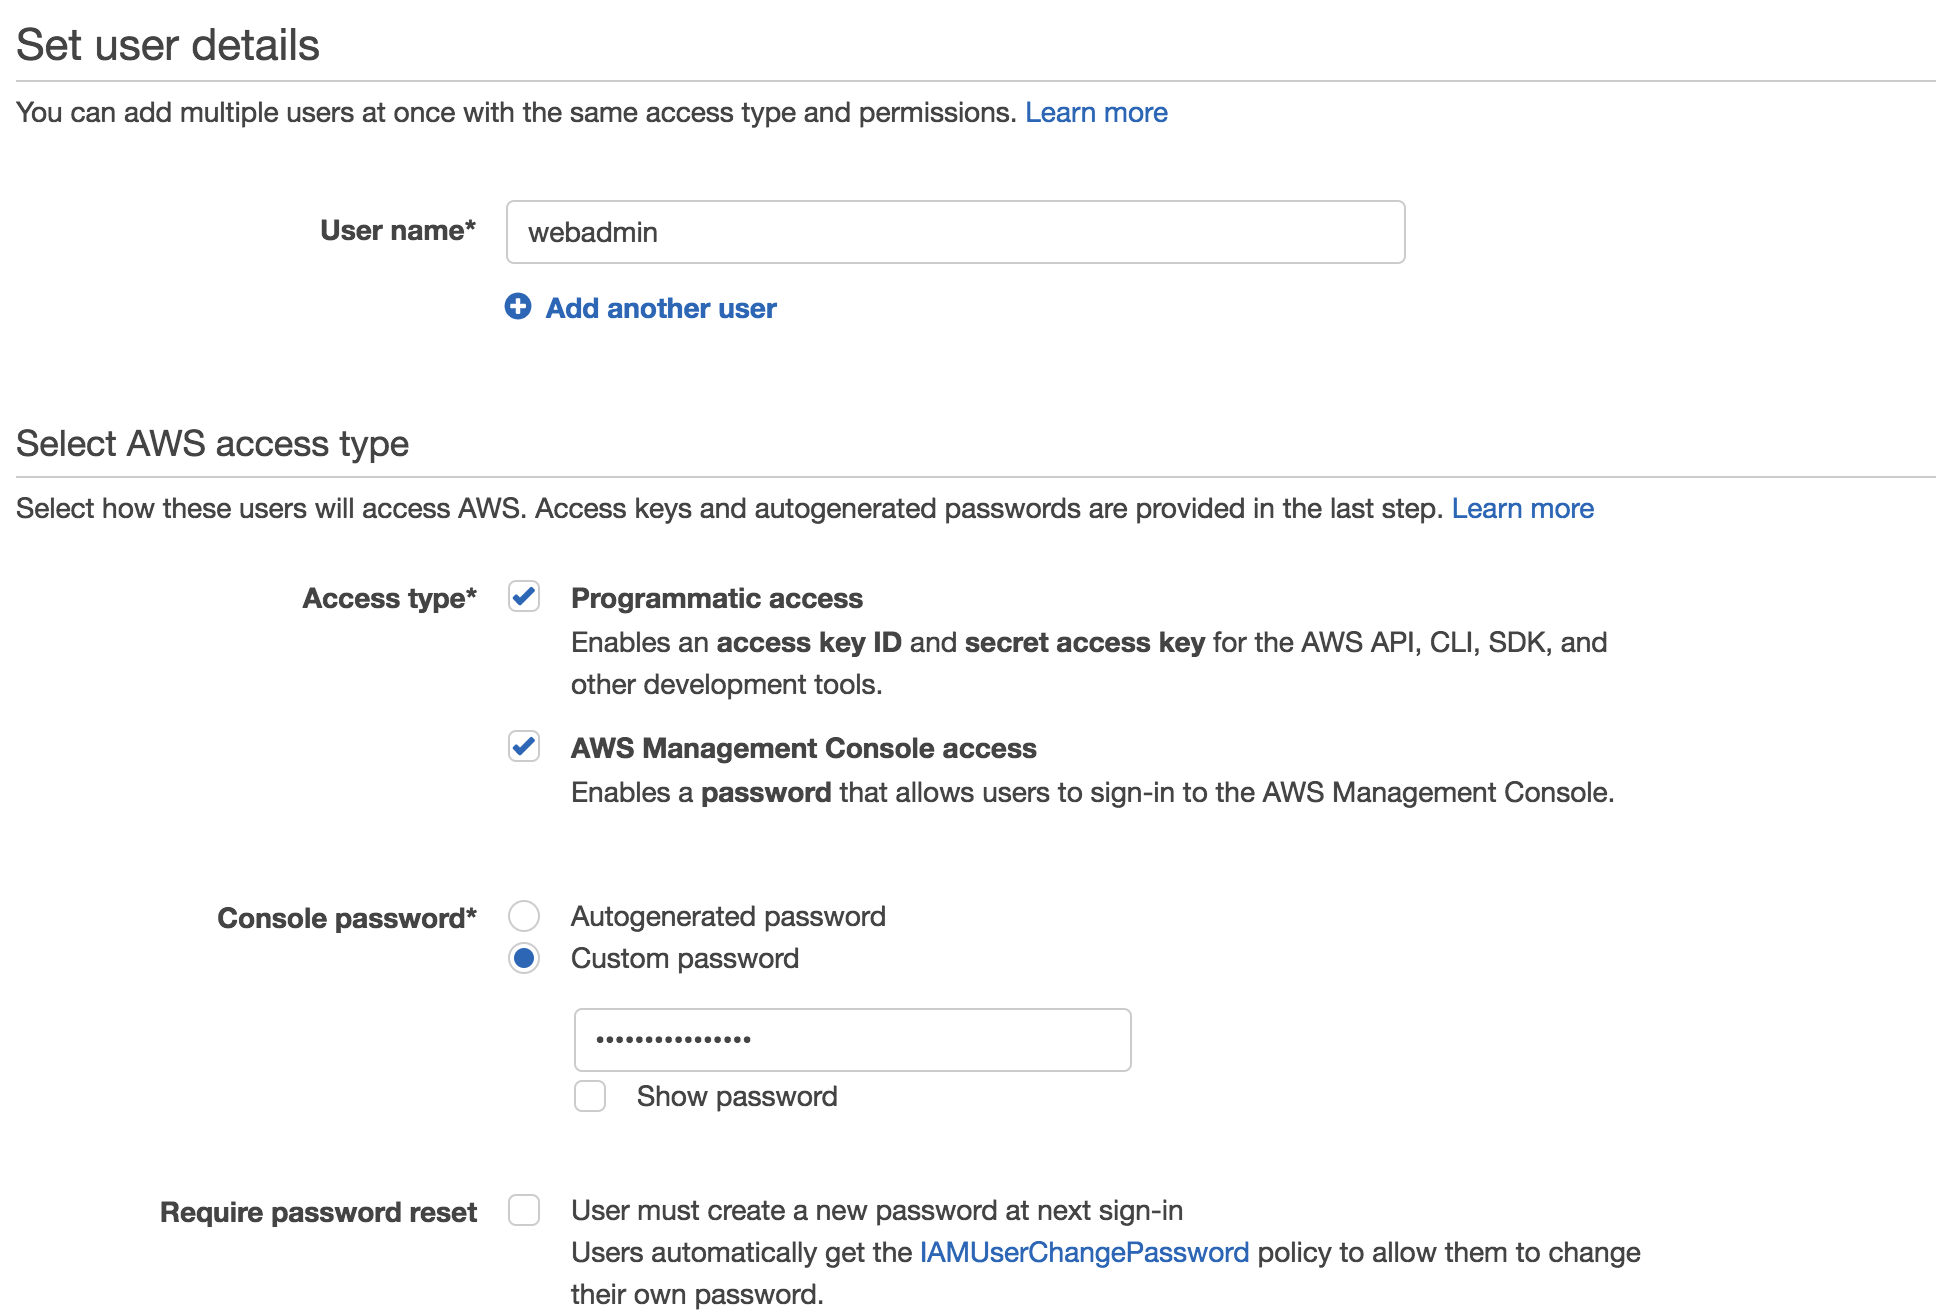 Set user details
You can add multiple users at once with the same access type and permissions. Learn more
User name* webadmin
Add another user
Select AWS access type
Select how these users will access AWS. Access keys and autogenerated passwords are provided in the last step. Learn more
Access type* Programmatic access
Enables an access key ID and secret access key for the AWS API, CLI, SDK, and
other development tools.
AWS Management Console access
Enables a password that allows users to sign-in to the AWS Management Console.
Console password* Autogenerated password
Custom password
••••••••••••••••
Show password
Require password reset User must create a new password at next sign-in
Users automatically get the IAMUserChangePassword policy to allow them to change
their own password.